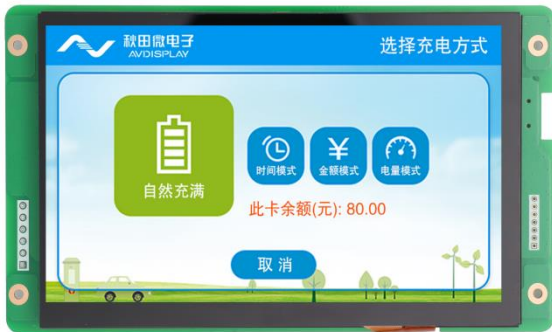 秋田微电子
AVDISPLAY
选择充电方式
自然充满
时间模式
金额模式
电量模式
此卡余额(元): 80.00
取消